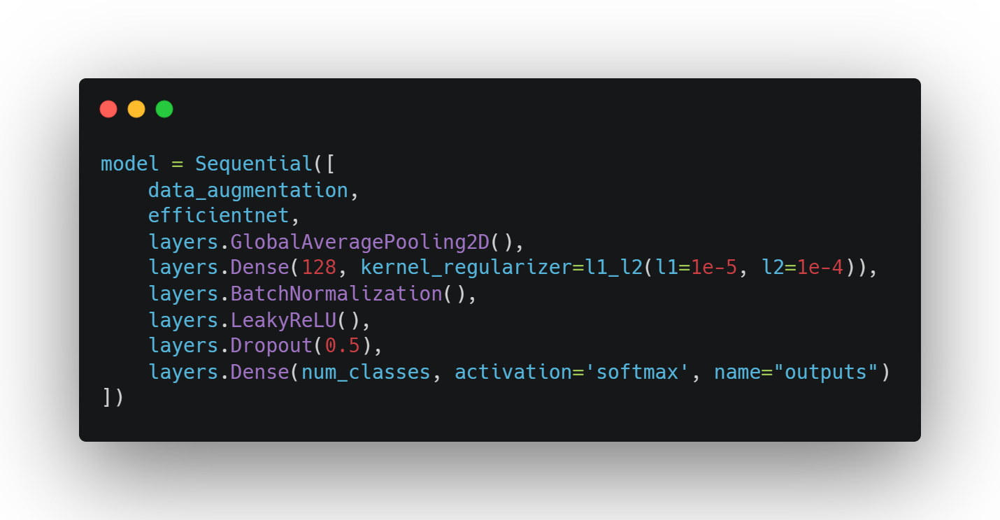 model = Sequential([
    data_augmentation,
    efficientnet,
    layers.GlobalAveragePooling2D(),
    layers.Dense(128, kernel_regularizer=l1_l2(l1=1e-5, l2=1e-4)),
    layers.BatchNormalization(),
    layers.LeakyReLU(),
    layers.Dropout(0.5),
    layers.Dense(num_classes, activation='softmax', name="outputs")
])